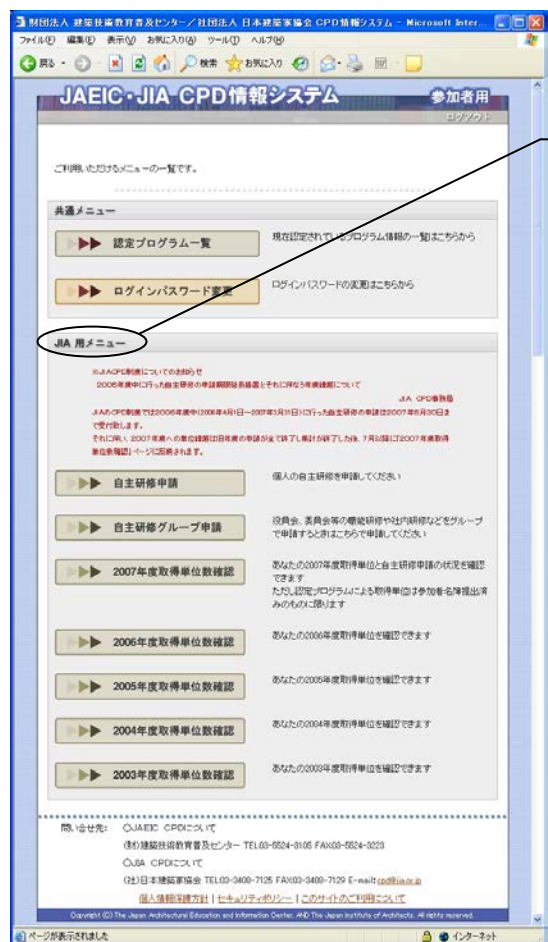 財団法人 建築技術教育普及センター／社団法人 日本建築家協会 CPD情報システム - Microsoft Inter...
ファイル(F) 編集(E) 表示(V) お気に入り(A) ツール(T) ヘルプ(H)
戻る 検索 お気に入り
JAEIC・JIA CPD情報システム 参加者用
ログアウト
ご利用いただけるメニューの一覧です。
共通メニュー
認定プログラム一覧 現在認定されているプログラム情報の一覧はこちらから
ログインパスワード変更 ログインパスワードの変更はこちらから
JIA 用メニュー
※JIACPD制度についてのお知らせ
2006年度中に行った自主研修の申請期限延長措置とそれに伴なう年度繰越について
JIA CPD事務局
JIAのCPD制度では2006年度中(2006年4月1日～2007年3月31日)に行った自主研修の申請は2007年6月30日ま
で受付致します。
それに伴い、2007年度への単位繰越は旧年度の申請が全て終了し集計が終了した後、7月以降に「2007年度取得
単位数確認」ページに反映されます。
自主研修申請 個人の自主研修を申請してください
自主研修グループ申請 役員会、委員会等の職能研修や社内研修などをグループ
で申請するときはこちらで申請してください
2007年度取得単位数確認 あなたの2007年度取得単位と自主研修申請の状況を確認
できます
ただし認定プログラムによる取得単位は参加者名簿提出済
みのものに限ります
2006年度取得単位数確認 あなたの2006年度取得単位を確認できます
2005年度取得単位数確認 あなたの2005年度取得単位を確認できます
2004年度取得単位数確認 あなたの2004年度取得単位を確認できます
2003年度取得単位数確認 あなたの2003年度取得単位を確認できます
問い合せ先: ○JAEIC CPDについて
(財)建築技術教育普及センター TEL03-5524-3105 FAX03-5524-3223
○JIA CPDについて
(社)日本建築家協会 TEL03-3408-7125 FAX03-3408-7129 E-mail:cpd@jia.or.jp
個人情報保護方針 | セキュリティポリシー | このサイトのご利用について
Copyright (C) The Japan Architectural Education and Information Center. AND The Japan Institute of Architects. All rights reserved.
ページが表示されました インターネット